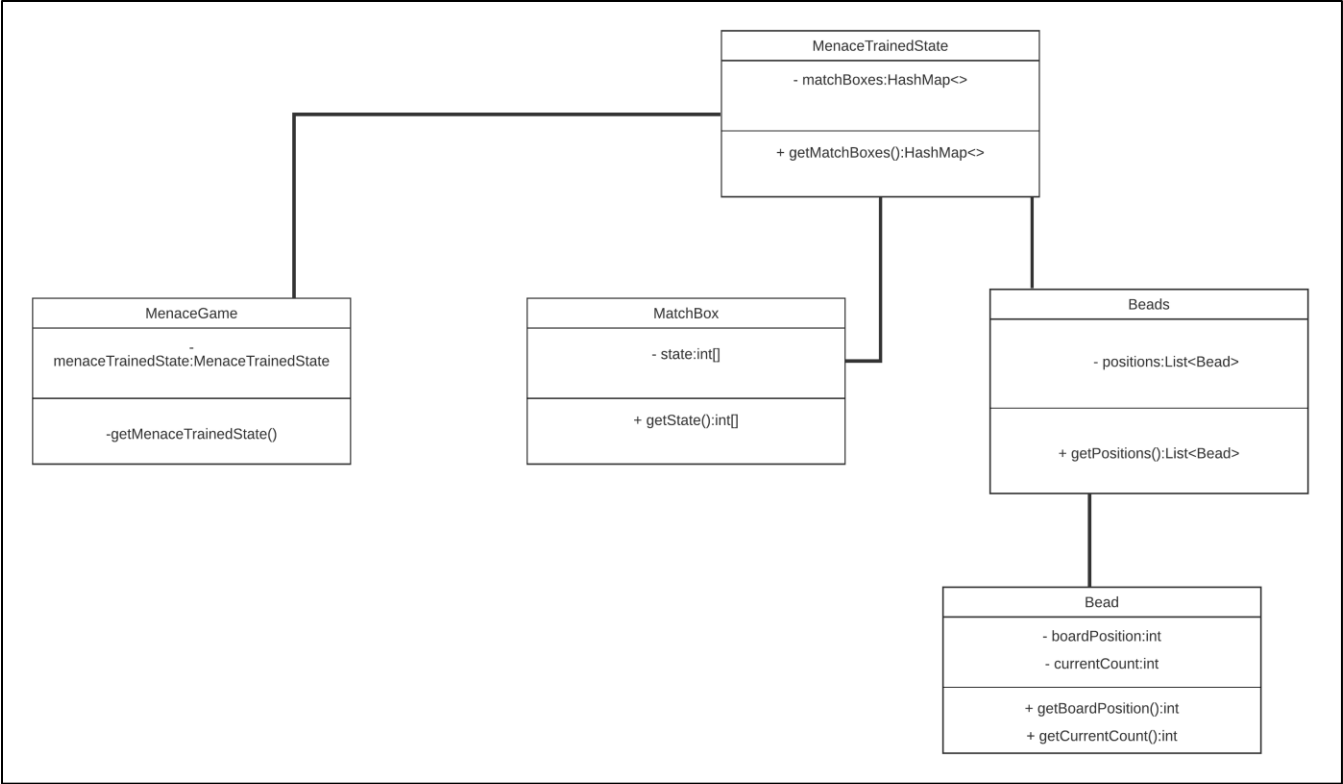 MenaceTrainedState
- matchBoxes:HashMap<>
+ getMatchBoxes():HashMap<>
MenaceGame
-
menaceTrainedState:MenaceTrainedState
-getMenaceTrainedState()
MatchBox
- state:int[]
+ getState():int[]
Beads
- positions:List<Bead>
+ getPositions():List<Bead>
Bead
- boardPosition:int
- currentCount:int
+ getBoardPosition():int
+ getCurrentCount():int